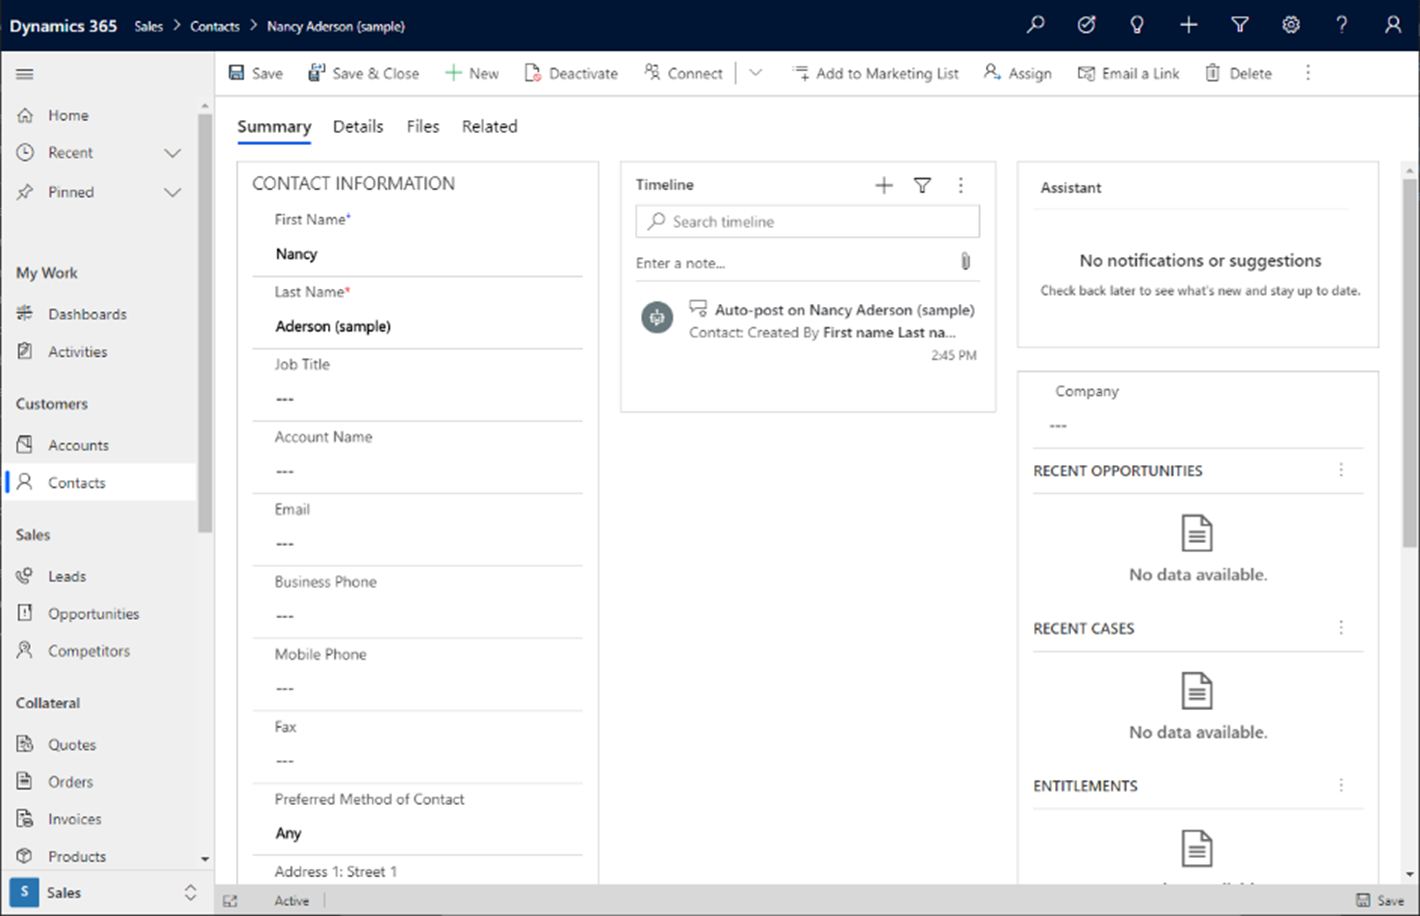 Dynamics 365 Sales > Contacts > Nancy Aderson (sample)
Save Save & Close New Deactivate Connect Add to Marketing List Assign Email a Link Delete
Home
Recent
Pinned
My Work
Dashboards
Activities
Customers
Accounts
Contacts
Sales
Leads
Opportunities
Competitors
Collateral
Quotes
Orders
Invoices
Products
S Sales
Summary Details Files Related
CONTACT INFORMATION
First Name*
Nancy
Last Name*
Aderson (sample)
Job Title
---
Account Name
---
Email
---
Business Phone
---
Mobile Phone
---
Fax
---
Preferred Method of Contact
Any
Address 1: Street 1
Timeline
Search timeline
Enter a note...
Auto-post on Nancy Aderson (sample)
Contact: Created By First name Last na...
2:45 PM
Assistant
No notifications or suggestions
Check back later to see what's new and stay up to date.
Company
---
RECENT OPPORTUNITIES
No data available.
RECENT CASES
No data available.
ENTITLEMENTS
Active
Save